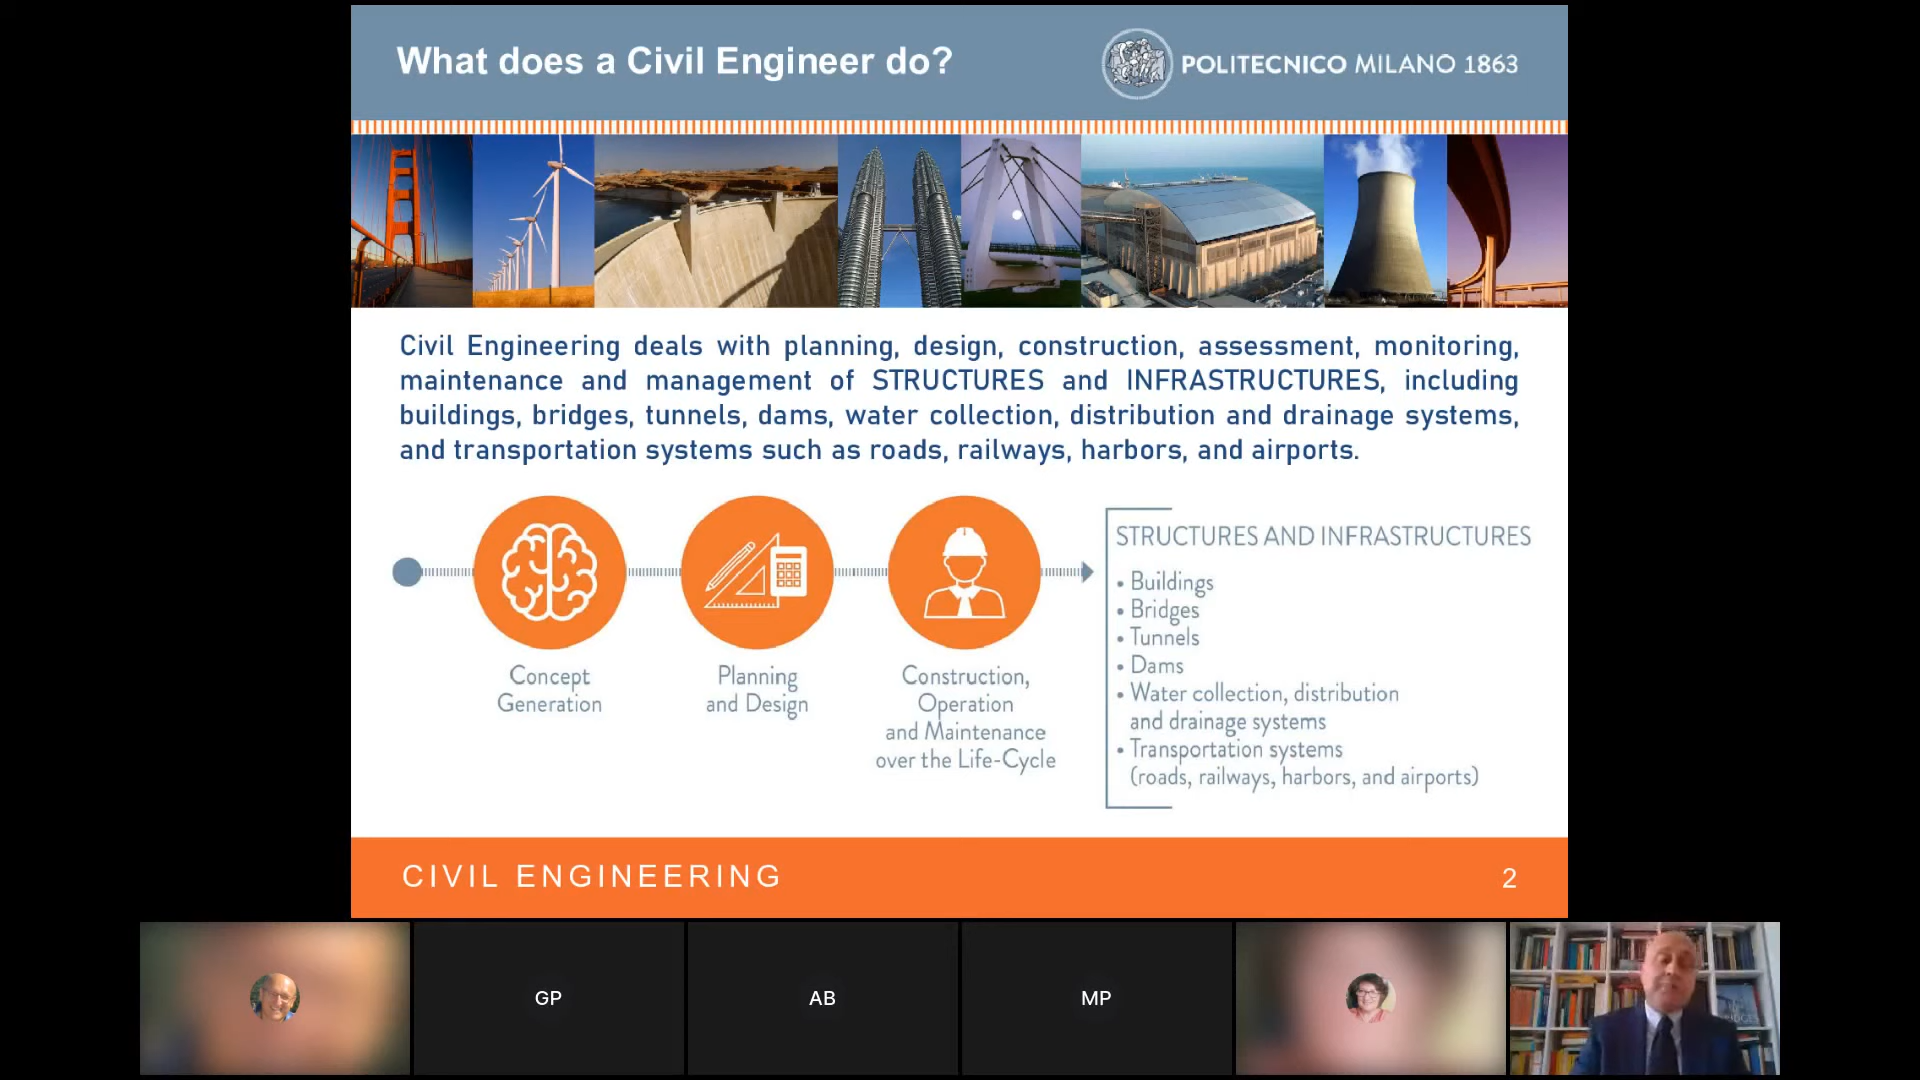 What does a Civil Engineer do?
POLITECNICO MILANO 1863
Civil Engineering deals with planning, design, construction, assessment, monitoring,
maintenance and management of STRUCTURES and INFRASTRUCTURES, including
buildings, bridges, tunnels, dams, water collection, distribution and drainage systems,
and transportation systems such as roads, railways, harbors, and airports.
Concept
Generation
Planning
and Design
Construction,
Operation
and Maintenance
over the Life-Cycle
STRUCTURES AND INFRASTRUCTURES
• Buildings
• Bridges
• Tunnels
• Dams
• Water collection, distribution
and drainage systems
• Transportation systems
(roads, railways, harbors, and airports)
CIVIL ENGINEERING
2
GP
AB
MP